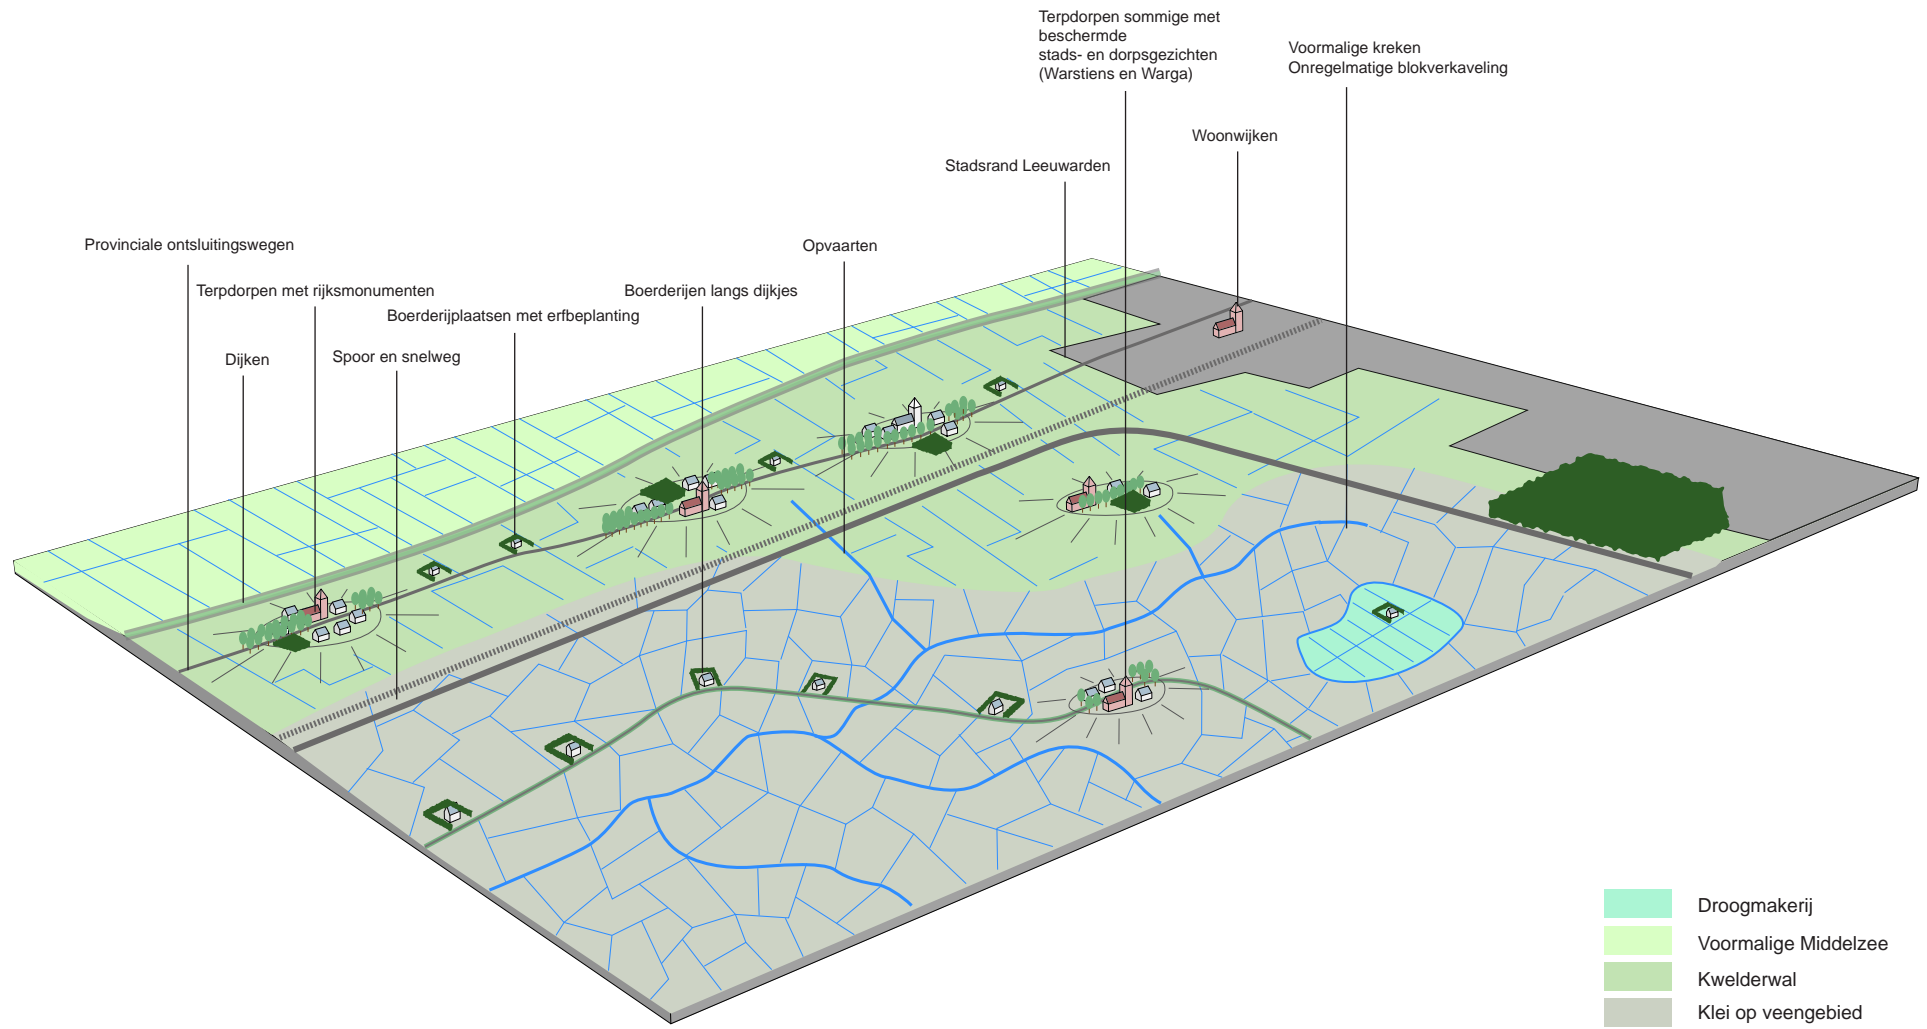 Terpdorpen sommige met
beschermde
stads- en dorpsgezichten
(Warstiens en Warga)
Voormalige kreken
Onregelmatige blokverkaveling
Woonwijken
Stadsrand Leeuwarden
Provinciale ontsluitingswegen
Opvaarten
Terpdorpen met rijksmonumenten
Boerderijen langs dijkjes
Boerderijplaatsen met erfbeplanting
Dijken
Spoor en snelweg
Droogmakerij
Voormalige Middelzee
Kwelderwal
Klei op veengebied